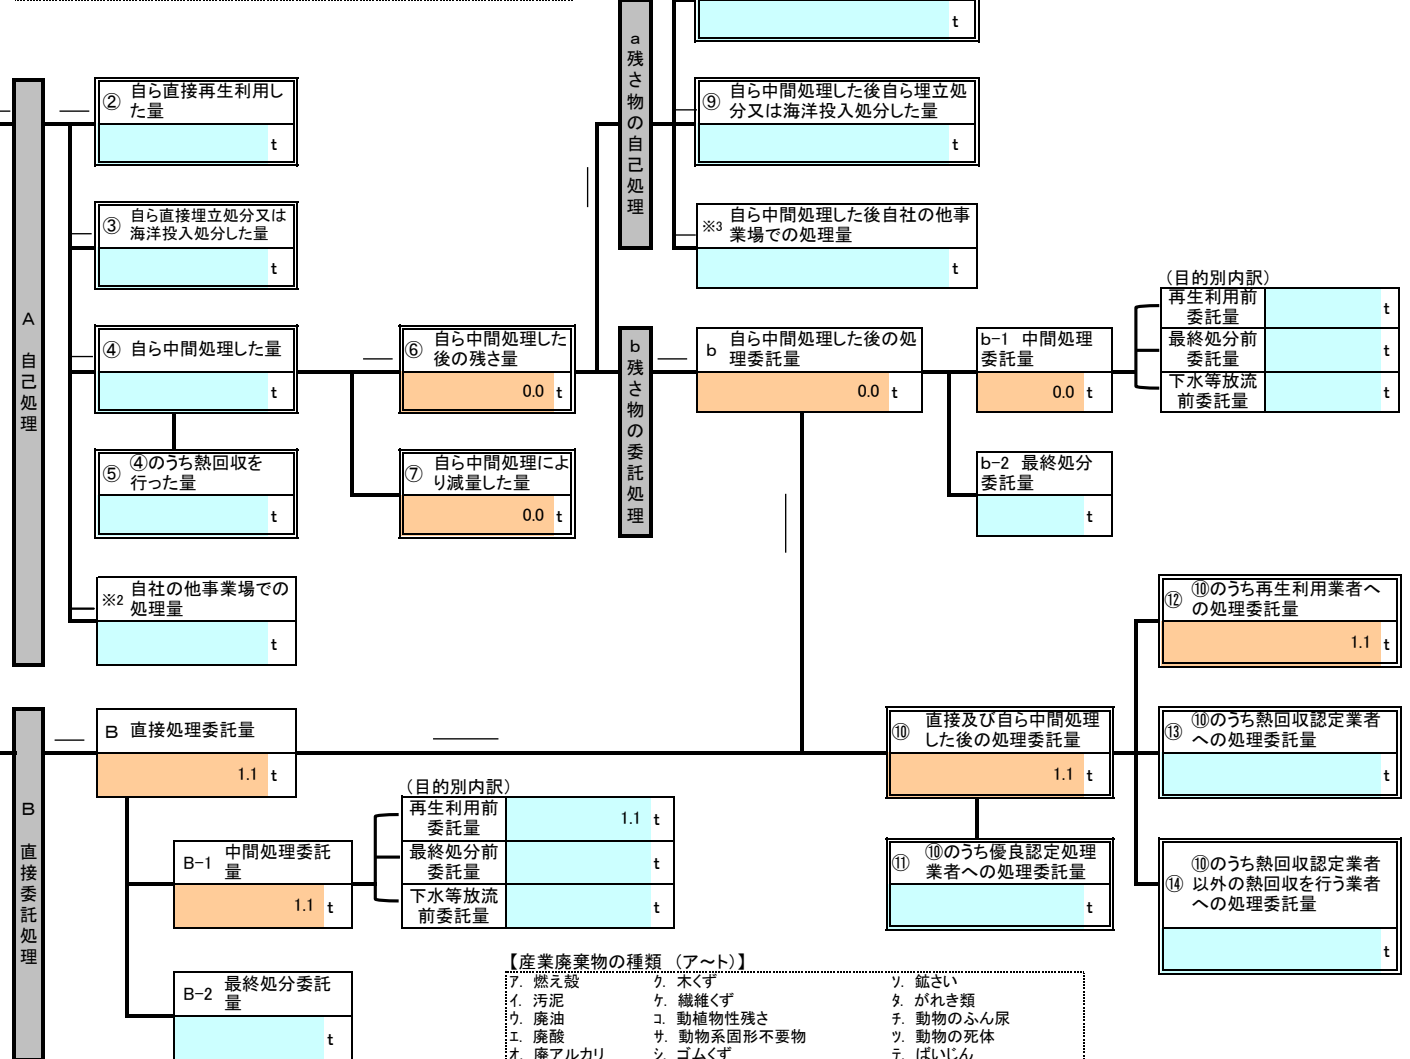 t
a 残さ物の自己処理
② 自ら直接再生利用し
た量
t
⑨ 自ら中間処理した後自ら埋立処
分又は海洋投入処分した量
t
③ 自ら直接埋立処分又は
海洋投入処分した量
t
※3 自ら中間処理した後自社の他事
業場での処理量
t
A 自己処理
④ 自ら中間処理した量
t
⑥ 自ら中間処理した
後の残さ量
0.0 t
b 残さ物の委託処理
b 自ら中間処理した後の処
理委託量
0.0 t
b-1 中間処理
委託量
0.0 t
(目的別内訳)
再生利用前
委託量
t
最終処分前
委託量
t
下水等放流
前委託量
t
⑤ ④のうち熱回収を
行った量
t
⑦ 自ら中間処理によ
り減量した量
0.0 t
b-2 最終処分
委託量
t
※2 自社の他事業場での
処理量
t
⑫ ⑩のうち再生利用業者へ
の処理委託量
1.1 t
B 直接委託処理
B 直接処理委託量
1.1 t
⑩ 直接及び自ら中間処理
した後の処理委託量
1.1 t
⑬ ⑩のうち熱回収認定業者
への処理委託量
t
(目的別内訳)
再生利用前
委託量
1.1 t
最終処分前
委託量
t
下水等放流
前委託量
t
B-1 中間処理委託
量
1.1 t
⑪ ⑩のうち優良認定処理
業者への処理委託量
t
⑭ ⑩のうち熱回収認定業者
以外の熱回収を行う業者
への処理委託量
t
B-2 最終処分委託
量
t
【産業廃棄物の種類 (ア~ト)】
ア. 燃え殻 ク. 木くず ソ. 鉱さい
イ. 汚泥 ケ. 繊維くず タ. がれき類
ウ. 廃油 コ. 動植物性残さ チ. 動物のふん尿
エ. 廃酸 サ. 動物系固形不要物 ツ. 動物の死体
オ. 廃アルカリ シ. ゴムくず テ. ばいじん